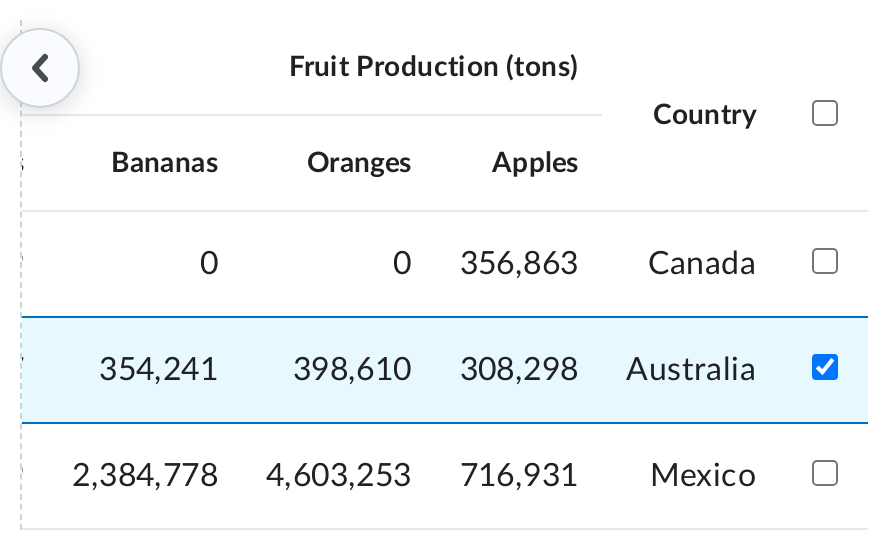 Fruit Production (tons)
Country
Bananas Oranges Apples
0 0 356,863 Canada
354,241 398,610 308,298 Australia
2,384,778 4,603,253 716,931 Mexico